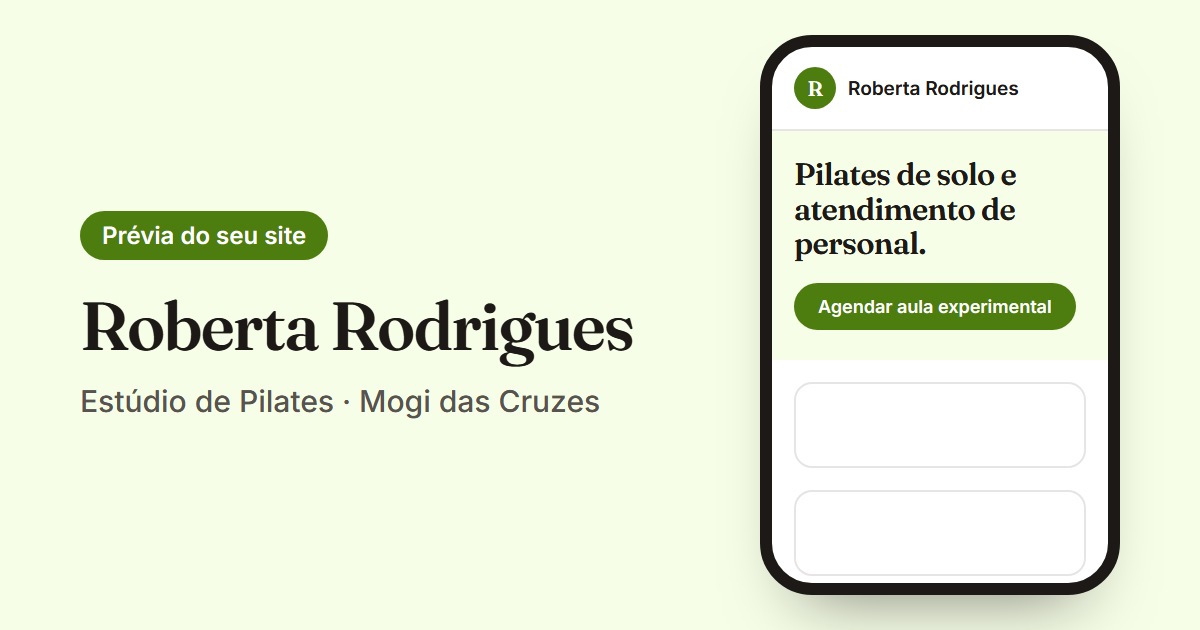 Prévia do seu site
Roberta Rodrigues
Estúdio de Pilates · Mogi das Cruzes
R
Roberta Rodrigues
Pilates de solo e
atendimento de
personal.
Agendar aula experimental